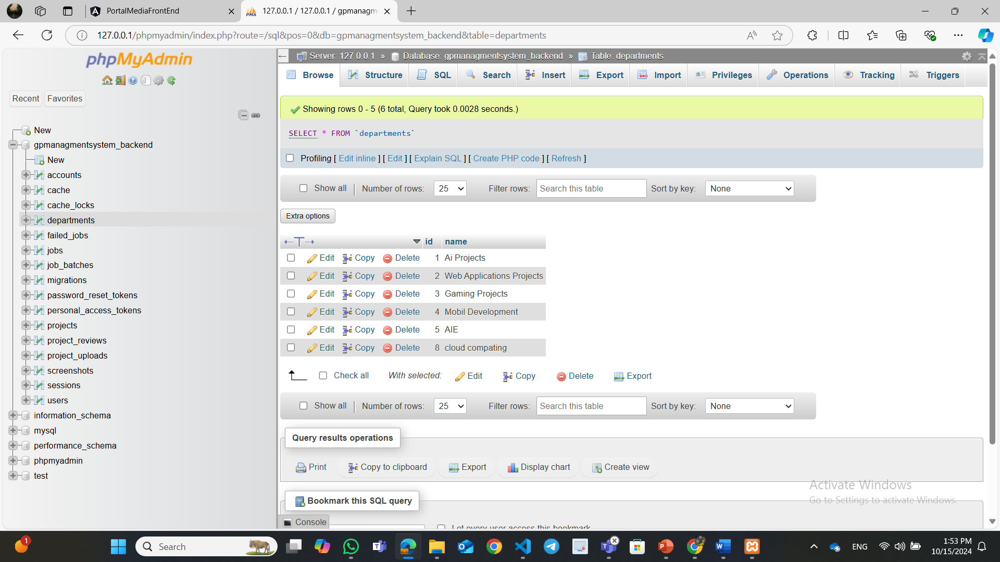 PortalMediaFrontEnd
127.0.0.1 / 127.0.0.1 / gpmanagm
127.0.0.1/phpmyadmin/index.php?route=/sql&pos=0&db=gpmanagmentsystem_backend&table=departments
phpMyAdmin
Recent Favorites
New
gpmanagmentsystem_backend
New
accounts
cache
cache_locks
departments
failed_jobs
jobs
job_batches
migrations
password_reset_tokens
personal_access_tokens
projects
project_reviews
project_uploads
screenshots
sessions
users
information_schema
mysql
performance_schema
phpmyadmin
test
Server: 127.0.0.1 » Database: gpmanagmentsystem_backend » Table: departments
Browse Structure SQL Search Insert Export Import Privileges Operations Tracking Triggers
Showing rows 0 - 5 (6 total, Query took 0.0028 seconds.)
SELECT * FROM `departments`
Profiling [ Edit inline ] [ Edit ] [ Explain SQL ] [ Create PHP code ] [ Refresh ]
Show all Number of rows: 25 Filter rows: Search this table Sort by key: None
Extra options
id name
Edit Copy Delete 1 Ai Projects
Edit Copy Delete 2 Web Applications Projects
Edit Copy Delete 3 Gaming Projects
Edit Copy Delete 4 Mobil Development
Edit Copy Delete 5 AIE
Edit Copy Delete 8 cloud compating
Check all With selected: Edit Copy Delete Export
Show all Number of rows: 25 Filter rows: Search this table Sort by key: None
Query results operations
Print Copy to clipboard Export Display chart Create view
Bookmark this SQL query
Console
Let every user access this bookmark
Activate Windows
Go to Settings to activate Windows.
1
Search
ENG
1:53 PM
10/15/2024